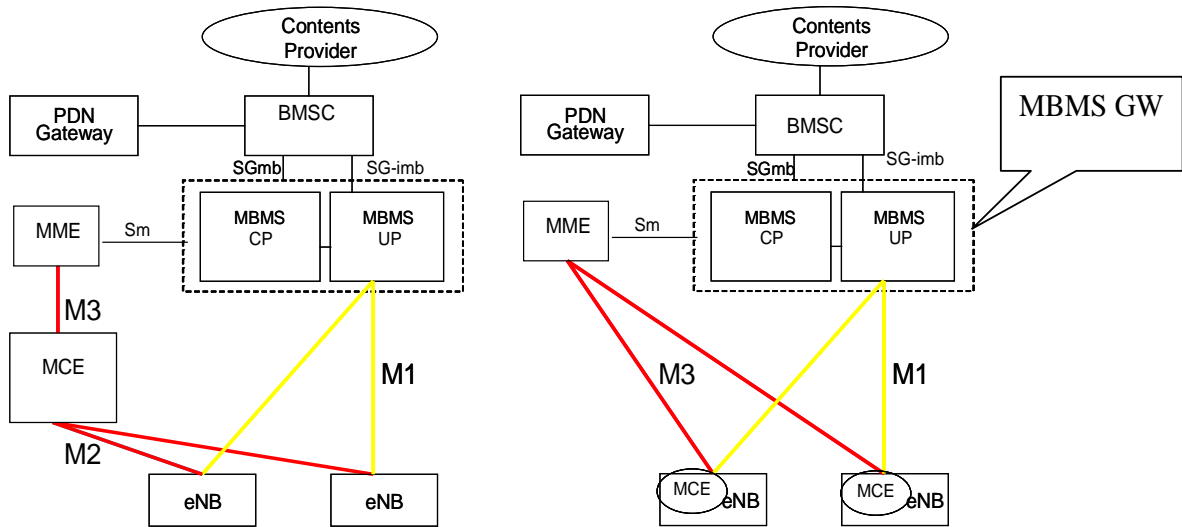 Contents
Provider
PDN
Gateway
BMSC
SGmb
SG-imb
MME
Sm
MBMS
CP
MBMS
UP
M3
MCE
M1
M2
eNB
eNB
Contents
Provider
PDN
Gateway
BMSC
MBMS GW
SGmb
SG-imb
MME
Sm
MBMS
CP
MBMS
UP
M3
M1
MCE
eNB
MCE
eNB